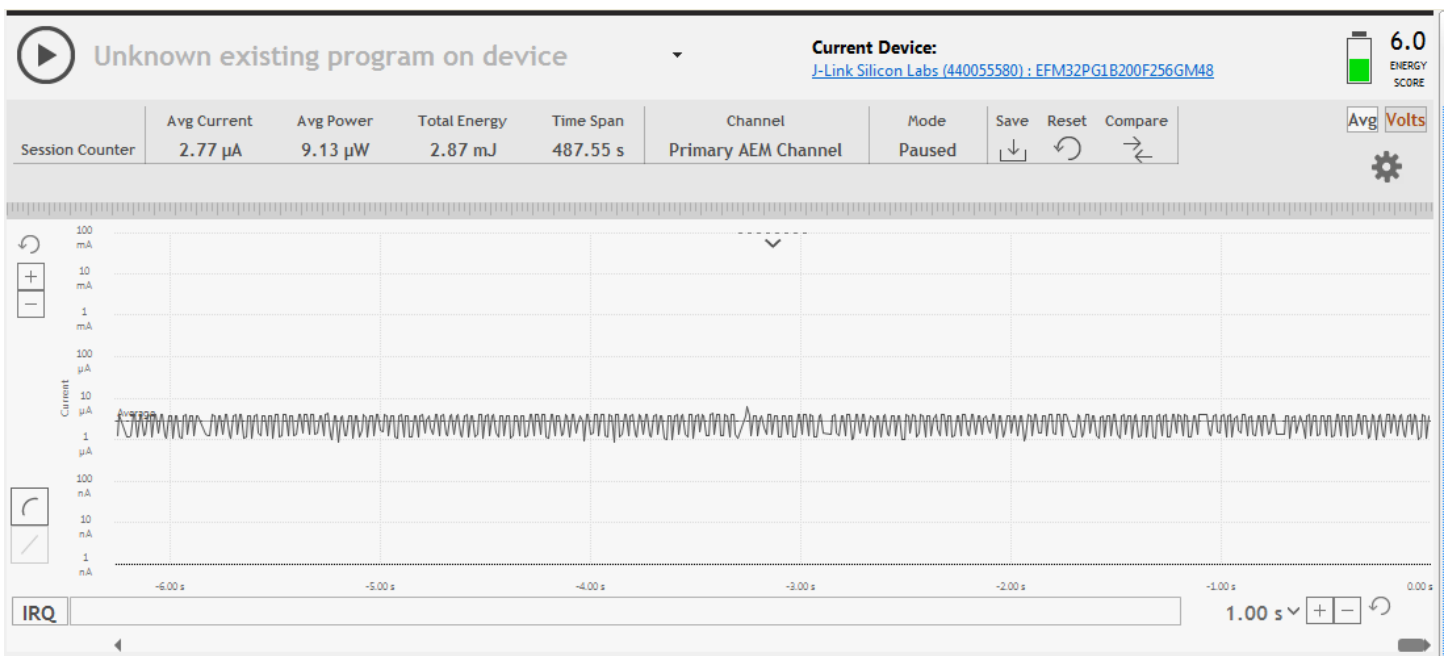 Unknown existing program on device
Current Device:
J-Link Silicon Labs (440055580) : EFM32PG1B200F256GM48
6.0
ENERGY
SCORE
Avg Current Avg Power Total Energy Time Span Channel Mode Save Reset Compare
Avg Volts
Session Counter 2.77 µA 9.13 µW 2.87 mJ 487.55 s Primary AEM Channel Paused
100
mA
10
mA
1
mA
100
µA
Current
10
µA
Average
1
µA
100
nA
10
nA
1
nA
-6.00 s -5.00 s -4.00 s -3.00 s -2.00 s -1.00 s 0.00 s
IRQ
1.00 s